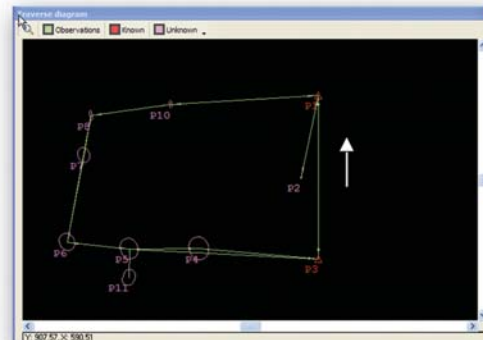 Traverse diagram
Observations Known Unknown
P8
P10
P1
P7
P2
P6
P5
P4
P3
P11
Y: 907.57 X: 590.51